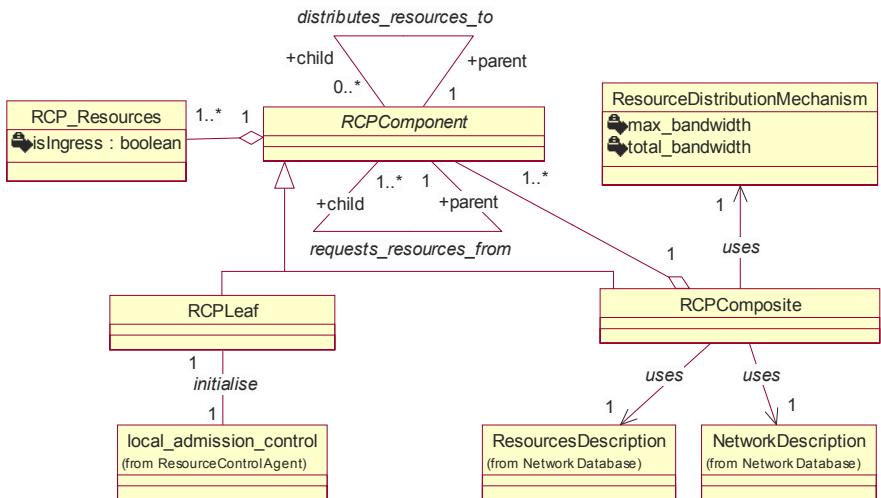 distributes_resources_to
+child
+parent
0..*
1
RCP_Resources
isIngress : boolean
1..*
1
RCPComponent
ResourceDistributionMechanism
max_bandwidth
total_bandwidth
1..*
1
1..*
+child
+parent
requests_resources_from
1
uses
1
RCPLeaf
RCPComposite
1
initialise
1
uses
uses
1
1
local_admission_control
(from ResourceControlAgent)
ResourcesDescription
(from Network Database)
NetworkDescription
(from Network Database)